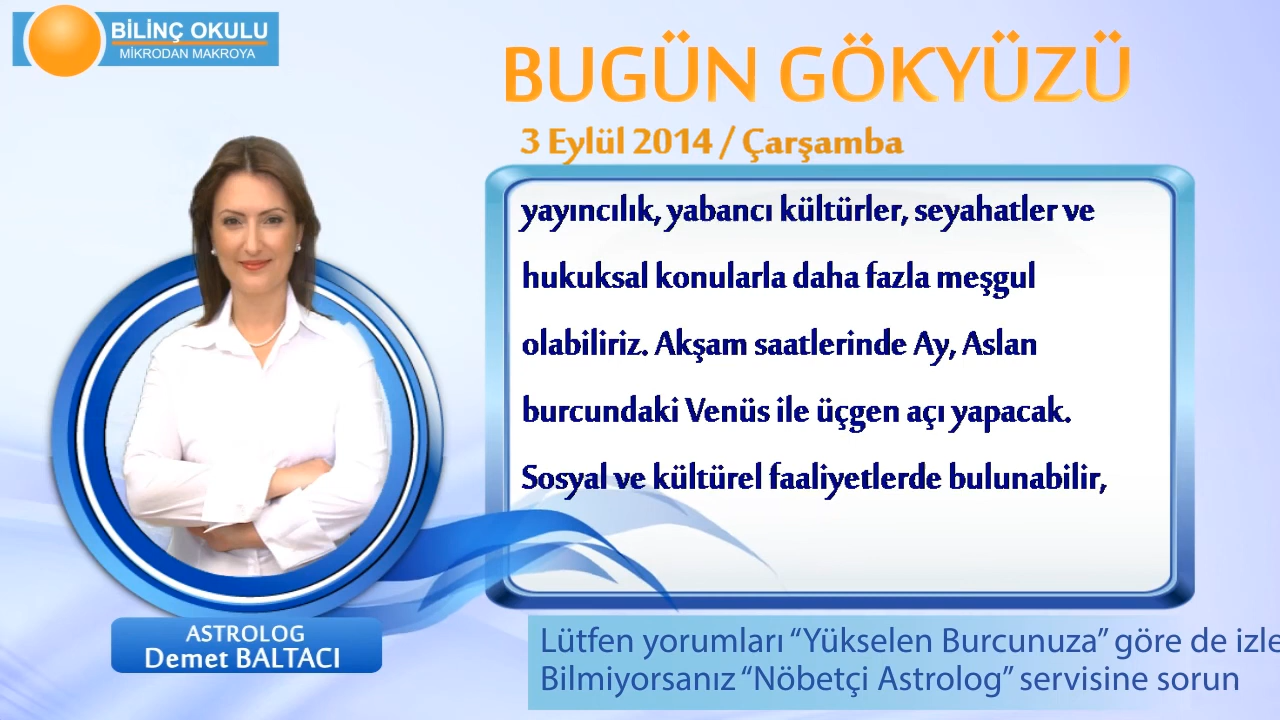 BİLİNÇ OKULU
MİKRODAN MAKROYA
BUGÜN GÖKYÜZÜ
3 Eylül 2014 / Çarşamba
yayıncılık, yabancı kültürler, seyahatler ve
hukuksal konularla daha fazla meşgul
olabiliriz. Akşam saatlerinde Ay, Aslan
burcundaki Venüs ile üçgen açı yapacak.
Sosyal ve kültürel faaliyetlerde bulunabilir,
ASTROLOG
Demet BALTACI
Lütfen yorumları “Yükselen Burcunuza” göre de izle
Bilmiyorsanız “Nöbetçi Astrolog” servisine sorun